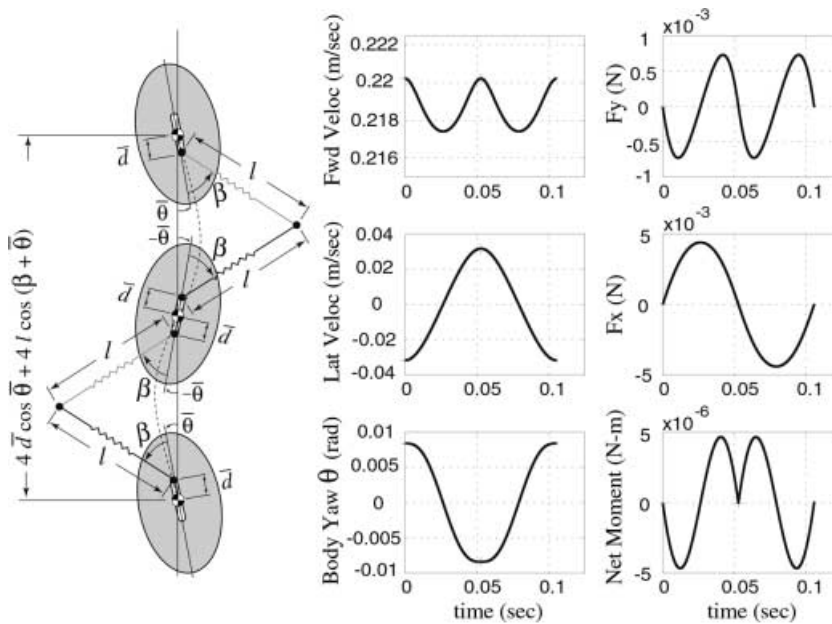 4 d̄ cos θ̄ + 4 l cos (β + θ̄)
d̄
l
β
θ̄
-θ̄
β
l
d̄
l
d̄
β
-θ̄
θ̄
β
l
d̄
Fwd Veloc (m/sec)
0.222
0.22
0.218
0.216
0 0.05 0.1
Fy (N)
x10⁻³
1
0.5
0
-0.5
-1
0 0.05 0.1
Lat Veloc (m/sec)
0.04
0.02
0
-0.02
-0.04
0 0.05 0.1
Fx (N)
x10⁻³
5
0
-5
0 0.05 0.1
Body Yaw θ (rad)
0.01
0.005
0
-0.005
-0.01
0 0.05 0.1
time (sec)
Net Moment (N-m)
x10⁻⁶
5
0
-5
0 0.05 0.1
time (sec)